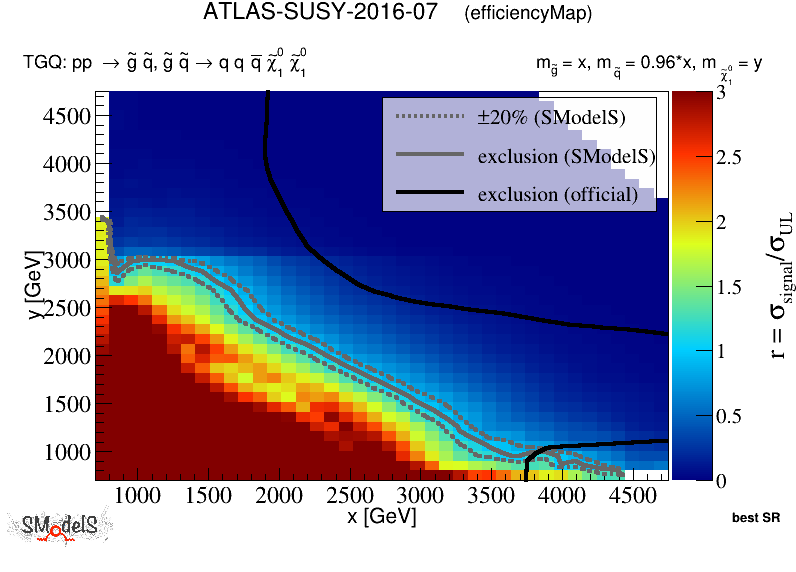 ATLAS-SUSY-2016-07 (efficiencyMap)
TGQ: pp → g̃ q̃, g̃ q̃ → q q q̅ χ̃₁⁰ χ̃₁⁰
m_g̃ = x, m_q̃ = 0.96*x, m_χ̃₁⁰ = y
±20% (SModelS)
exclusion (SModelS)
exclusion (official)
4500
4000
3500
3000
2500
2000
1500
1000
y [GeV]
1000 1500 2000 2500 3000 3500 4000 4500
x [GeV]
3
2.5
2
1.5
1
0.5
0
r = σ_signal/σ_UL
SModelS
best SR